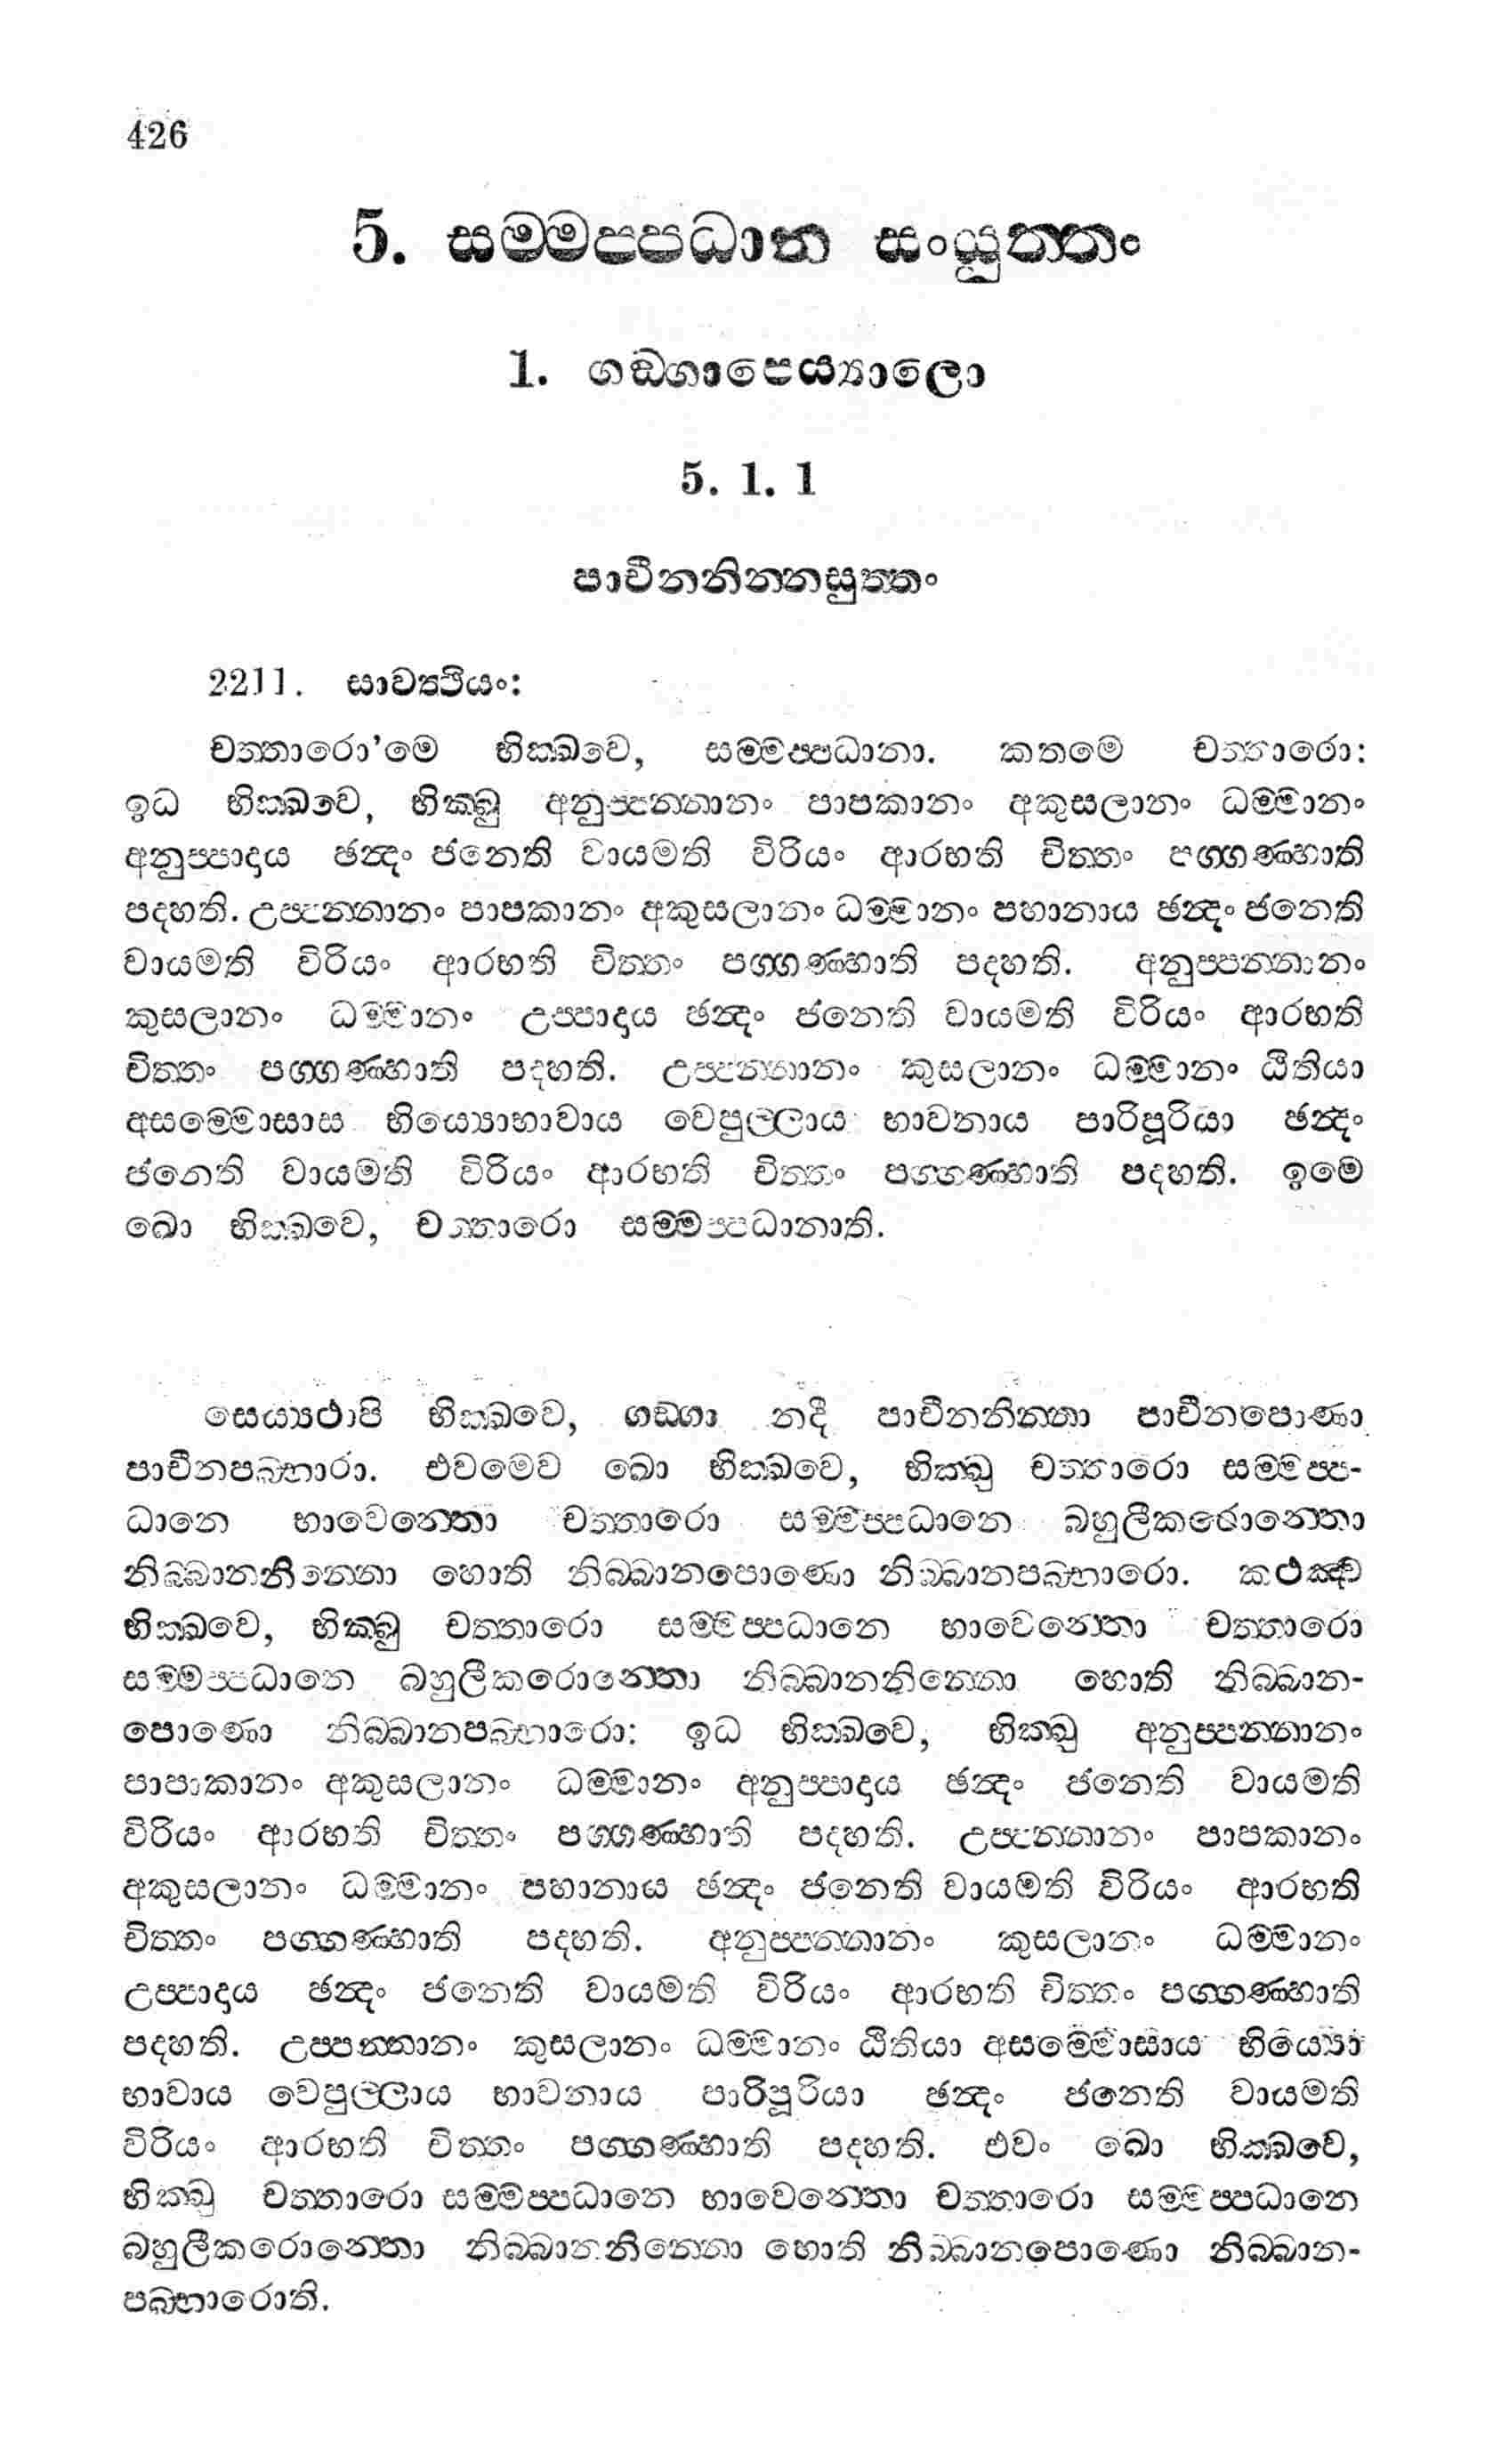 426
5. සම්මප්පධාන සංයුත්තං
1. ගඞ්ගාපෙය්‍යාලො
5. 1. 1
පාචීනනින්නසුත්තං
2211. සාවත්‍ථියං:
චත්තාරො'මෙ භික්ඛවෙ, සම්මප්පධානා. කතමෙ චත්තාරො:
ඉධ භික්ඛවෙ, භික්ඛු අනුප්පන්නානං පාපකානං අකුසලානං ධම්මානං
අනුප්පාදාය ඡන්දං ජනෙති වායමති විරියං ආරභති චිත්තං පග්ගණ්හාති
පදහති. උප්පන්නානං පාපකානං අකුසලානං ධම්මානං පහානාය ඡන්දං ජනෙති
වායමති විරියං ආරභති චිත්තං පග්ගණ්හාති පදහති. අනුප්පන්නානං
කුසලානං ධම්මානං උප්පාදාය ඡන්දං ජනෙති වායමති විරියං ආරභති
චිත්තං පග්ගණ්හාති පදහති. උප්පන්නානං කුසලානං ධම්මානං ඨිතියා
අසම්මොසාස භිය්‍යොභාවාය වෙපුල්ලාය භාවනාය පාරිපූරියා ඡන්දං
ජනෙති වායමති විරියං ආරභති චිත්තං පග්ගණ්හාති පදහති. ඉමෙ
ඛො භික්ඛවෙ, චත්තාරො සම්මප්පධානාති.
සෙය්‍යථාපි භික්ඛවෙ, ගඞ්ගා නදී පාචීනනින්නා පාචීනපොණා
පාචීනපබ්භාරා. එවමෙව ඛො භික්ඛවෙ, භික්ඛු චත්තාරො සම්මප්ප-
ධානෙ භාවෙන්තො චත්තාරො සම්මප්පධානෙ බහුලීකරොන්තො
නිබ්බානනින්නො හොති නිබ්බානපොණො නිබ්බානපබ්භාරො. කථඤ්ච
භික්ඛවෙ, භික්ඛු චත්තාරො සම්මප්පධානෙ භාවෙන්තො චත්තාරො
සම්මප්පධානෙ බහුලීකරොන්තො නිබ්බානනින්නො හොති නිබ්බාන-
පොණො නිබ්බානපබ්භාරො: ඉධ භික්ඛවෙ, භික්ඛු අනුප්පන්නානං
පාපාකානං අකුසලානං ධම්මානං අනුප්පාදාය ඡන්දං ජනෙති වායමති
විරියං ආරභති චිත්තං පග්ගණ්හාති පදහති. උප්පන්නානං පාපකානං
අකුසලානං ධම්මානං පහානාය ඡන්දං ජනෙති වායමති විරියං ආරභති
චිත්තං පග්ගණ්හාති පදහති. අනුප්පන්නානං කුසලානං ධම්මානං
උප්පාදාය ඡන්දං ජනෙති වායමති විරියං ආරභති චිත්තං පග්ගණ්හාති
පදහති. උප්පන්නානං කුසලානං ධම්මානං ඨිතියා අසම්මොසාය භිය්‍යො
භාවාය වෙපුල්ලාය භාවනාය පාරිපූරියා ඡන්දං ජනෙති වායමති
විරියං ආරභති චිත්තං පග්ගණ්හාති පදහති. එවං ඛො භික්ඛවෙ,
භික්ඛු චත්තාරො සම්මප්පධානෙ භාවෙන්තො චත්තාරො සම්මප්පධානෙ
බහුලීකරොන්තො නිබ්බානනින්නො හොති නිබ්බානපොණො නිබ්බාන-
පබ්භාරොති.